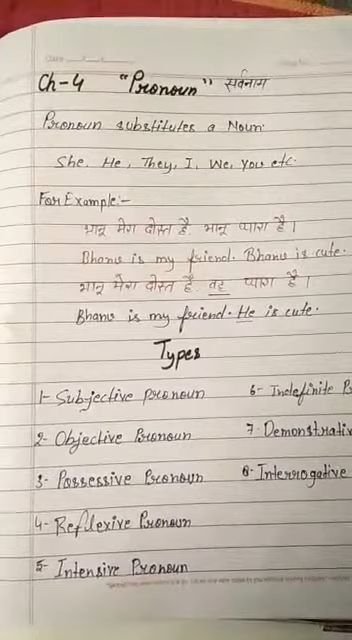 Ch-4 "Pronoun" सर्वनाम
Pronoun substitutes a Noun.
She, He, They, I, We, You etc.
For Example:-
भानू मेरा दोस्त है. भानू प्यारा है।
Bhanu is my friend. Bhanu is cute.
भानू मेरा दोस्त है. वह प्यारा है।
Bhanu is my friend. He is cute.
Types
1- Subjective pronoun 6- Indefinite P
2- Objective Pronoun 7- Demonstrativ
3- Possessive Pronoun 8- Interrogative
4- Reflexive Pronoun
5- Intensive Pronoun